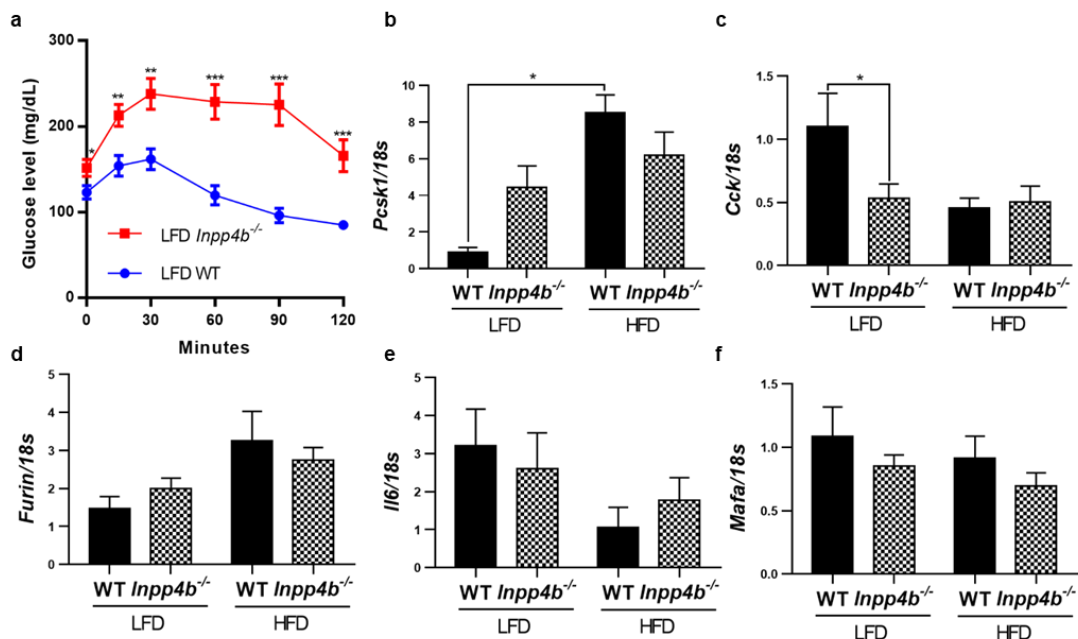 a
Glucose level (mg/dL)
300
200
100
0
*
**
**
***
***
***
LFD Inpp4b-/-
LFD WT
0 30 60 90 120
Minutes
b
Pcsk1/18s
10
8
6
4
2
0
*
WT Inpp4b-/- WT Inpp4b-/-
LFD HFD
c
Cck/18s
1.5
1.0
0.5
0.0
*
WT Inpp4b-/- WT Inpp4b-/-
LFD HFD
d
Furin/18s
5
4
3
2
1
0
WT Inpp4b-/- WT Inpp4b-/-
LFD HFD
e
Il6/18s
5
4
3
2
1
0
WT Inpp4b-/- WT Inpp4b-/-
LFD HFD
f
Mafa/18s
1.5
1.0
0.5
0.0
WT Inpp4b-/- WT Inpp4b-/-
LFD HFD